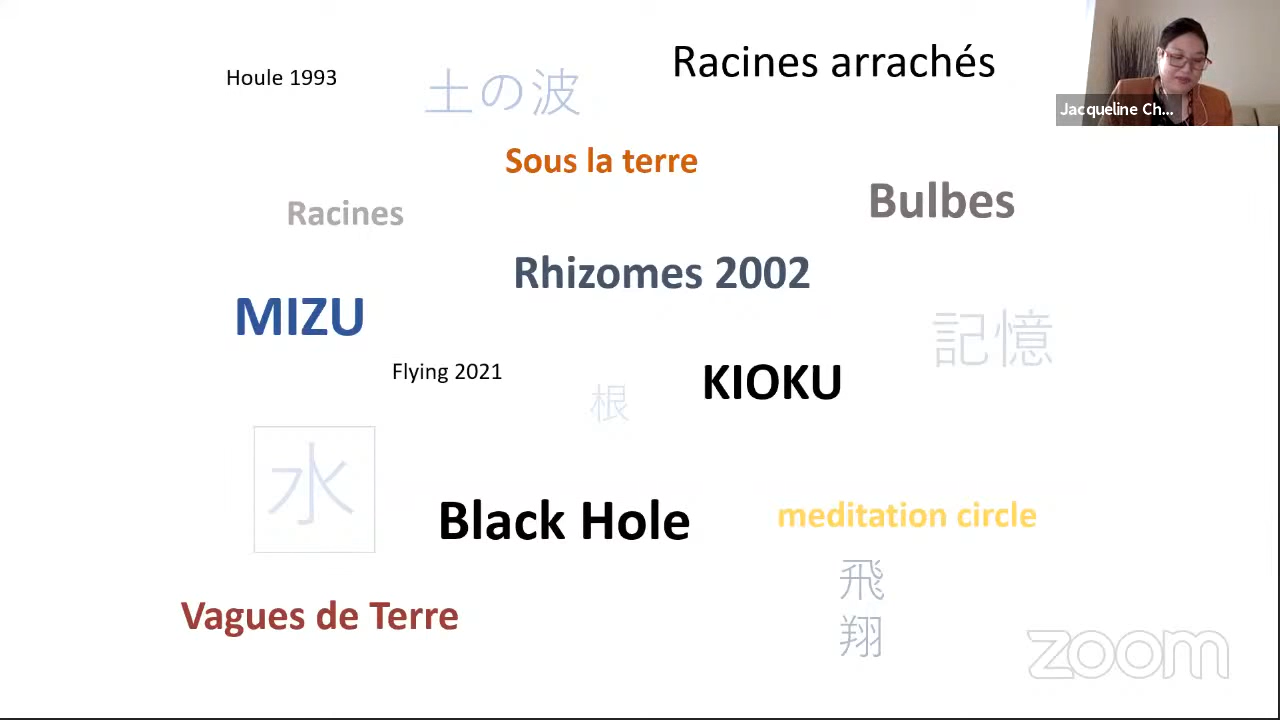 Houle 1993
土の波
Racines arrachés
Jacqueline Ch...
Sous la terre
Racines
Bulbes
Rhizomes 2002
MIZU
記憶
Flying 2021
KIOKU
根
水
Black Hole
meditation circle
飛
翔
Vagues de Terre
zoom